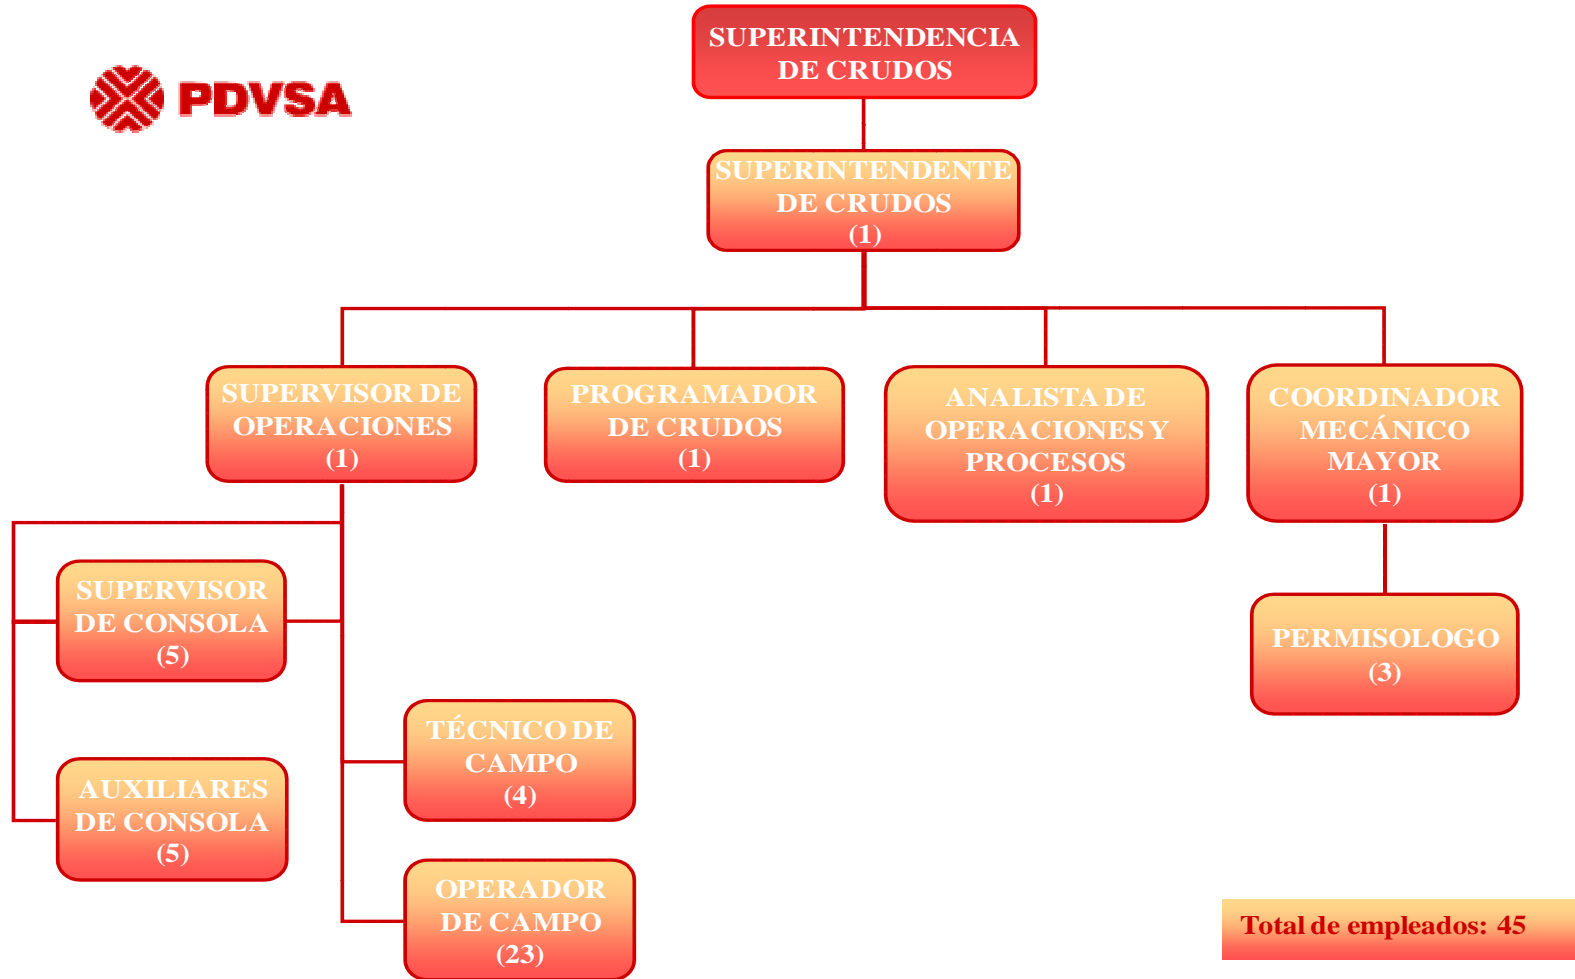 SUPERINTENDENCIA
DE CRUDOS
PDVSA
SUPERINTENDENTE
DE CRUDOS
(1)
SUPERVISOR DE
OPERACIONES
(1)
PROGRAMADOR
DE CRUDOS
(1)
ANALISTA DE
OPERACIONES Y
PROCESOS
(1)
COORDINADOR
MECÁNICO
MAYOR
(1)
SUPERVISOR
DE CONSOLA
(5)
PERMISOLOGO
(3)
TÉCNICO DE
CAMPO
(4)
AUXILIARES
DE CONSOLA
(5)
OPERADOR
DE CAMPO
(23)
Total de empleados: 45